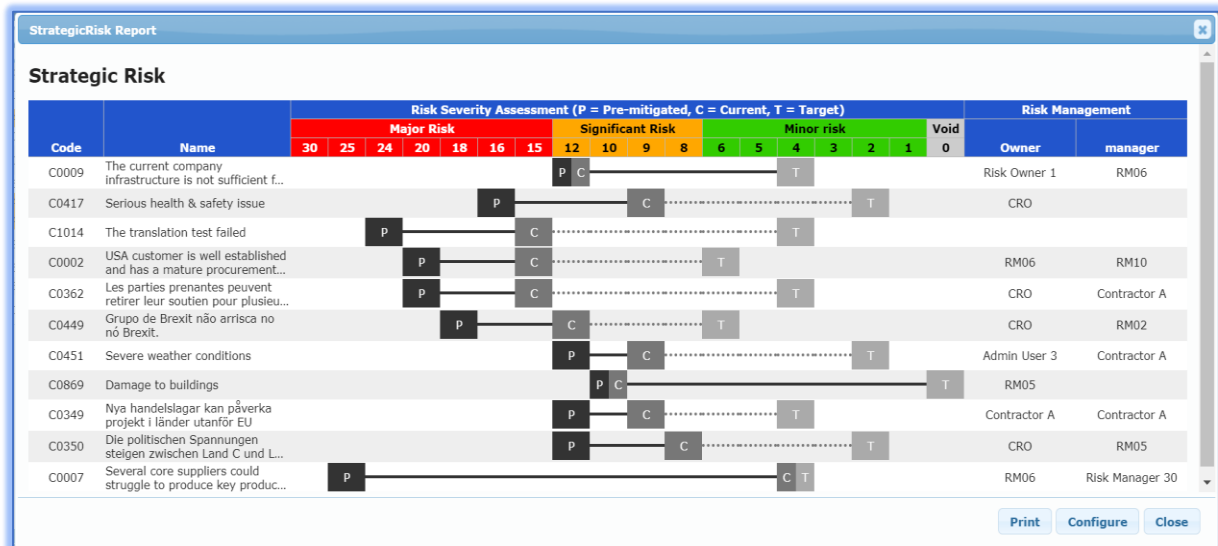 StrategicRisk Report
Strategic Risk
Risk Severity Assessment (P = Pre-mitigated, C = Current, T = Target) Risk Management
Major Risk Significant Risk Minor risk Void
Code Name 30 25 24 20 18 16 15 12 10 9 8 6 5 4 3 2 1 0 Owner manager
C0009 The current company
infrastructure is not sufficient f... P C T Risk Owner 1 RM06
C0417 Serious health & safety issue P C T CRO
C1014 The translation test failed P C T
C0002 USA customer is well established
and has a mature procurement... P C T RM06 RM10
C0362 Les parties prenantes peuvent
retirer leur soutien pour plusieu... P C T CRO Contractor A
C0449 Grupo de Brexit não arrisca no
nó Brexit. P C T CRO RM02
C0451 Severe weather conditions P C T Admin User 3 Contractor A
C0869 Damage to buildings P C T RM05
C0349 Nya handelslagar kan påverka
projekt i länder utanför EU P C T Contractor A Contractor A
C0350 Die politischen Spannungen
steigen zwischen Land C und L... P C T CRO RM05
C0007 Several core suppliers could
struggle to produce key produc... P C T RM06 Risk Manager 30
Print Configure Close